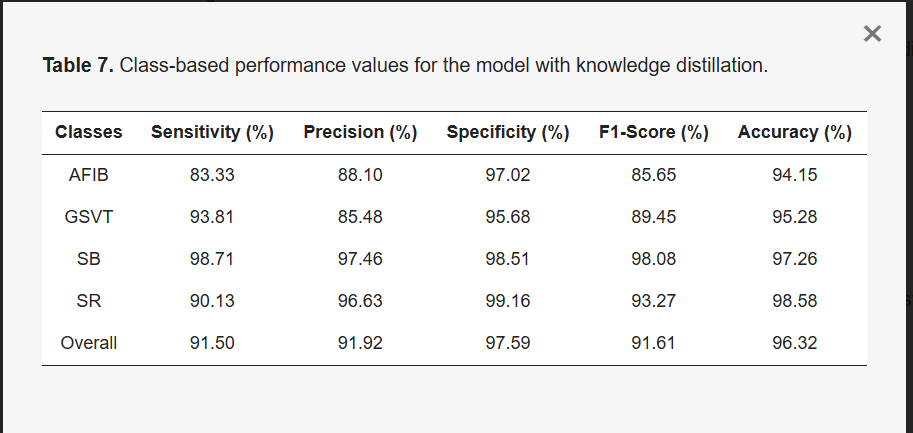 Table 7. Class-based performance values for the model with knowledge distillation.
Classes Sensitivity (%) Precision (%) Specificity (%) F1-Score (%) Accuracy (%)
AFIB 83.33 88.10 97.02 85.65 94.15
GSVT 93.81 85.48 95.68 89.45 95.28
SB 98.71 97.46 98.51 98.08 97.26
SR 90.13 96.63 99.16 93.27 98.58
Overall 91.50 91.92 97.59 91.61 96.32